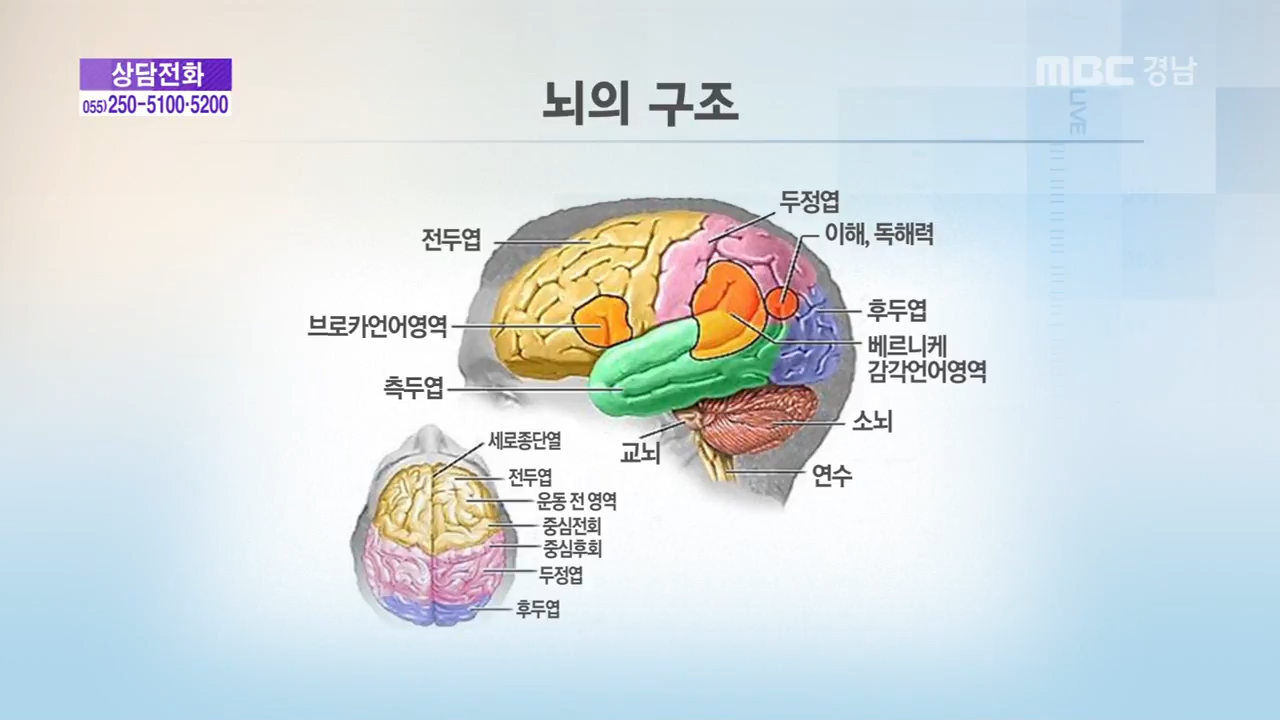 상담전화
055)250-5100·5200
MBC 경남
LIVE
뇌의 구조
두정엽
이해, 독해력
전두엽
후두엽
브로카언어영역
베르니케
감각언어영역
측두엽
소뇌
교뇌
연수
세로종단열
전두엽
운동 전 영역
중심전회
중심후회
두정엽
후두엽